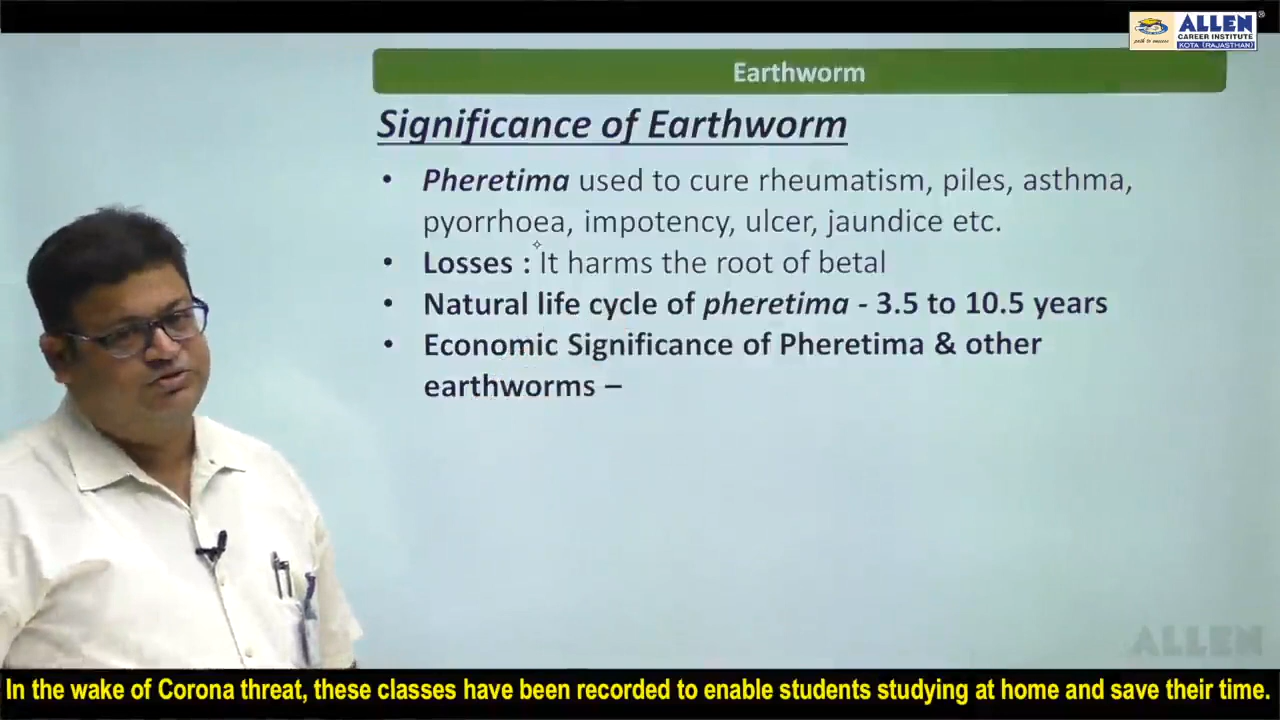 ALLEN
CAREER INSTITUTE
path to success
KOTA (RAJASTHAN)
Earthworm
Significance of Earthworm
• Pheretima used to cure rheumatism, piles, asthma,
pyorrhoea, impotency, ulcer, jaundice etc.
• Losses : It harms the root of betal
• Natural life cycle of pheretima - 3.5 to 10.5 years
• Economic Significance of Pheretima & other
earthworms –
ALLEN
In the wake of Corona threat, these classes have been recorded to enable students studying at home and save their time.